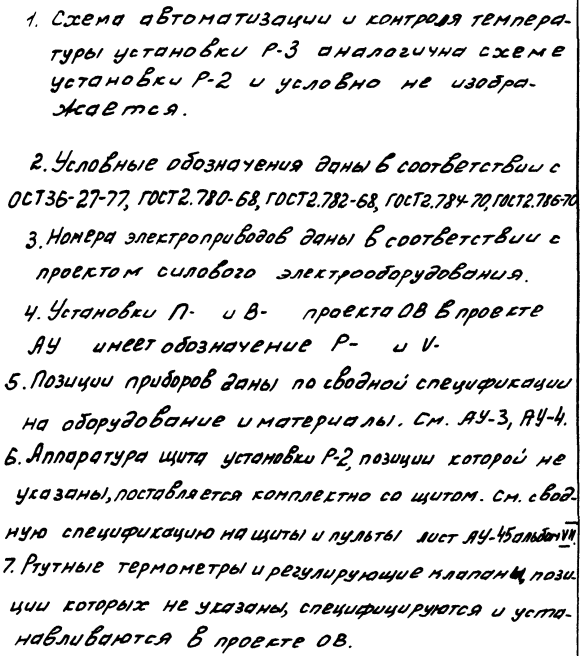 1. Схема автоматизации и контроля темпера-
туры установки Р-3 аналогична схеме
установки Р-2 и условно не изобра-
жается.
2. Условные обозначения даны в соответствии с
ОСТ36-27-77, ГОСТ2.780-68, ГОСТ2.782-68, ГОСТ2.784-70, ГОСТ2.786-70
3. Номера электроприводов даны в соответствии с
проектом силового электрооборудования.
4. Установки П- и В- проекта ОВ в проекте
АУ имеет обозначение Р- и V-
5. Позиции приборов даны по сводной спецификации
на оборудование и материалы. См. АУ-3, АУ-4.
6. Аппаратура щита установки Р-2, позиции которой не
указаны, поставляется комплектно со щитом. см. свод-
ную спецификацию на щиты и пульты лист АУ-45 альбом VII.
7. Ртутные термометры и регулирующие клапаны, пози-
ции которых не указаны, специфицируются и уста-
навливаются в проекте ОВ.